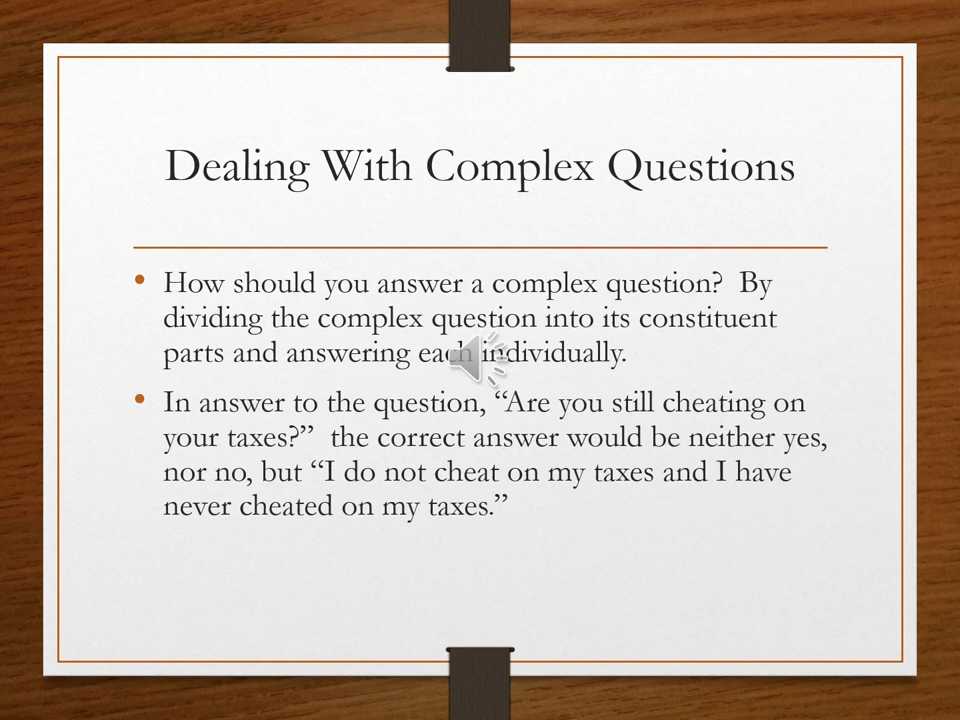 Dealing With Complex Questions
• How should you answer a complex question?  By
dividing the complex question into its constituent
parts and answering each individually.
• In answer to the question, “Are you still cheating on
your taxes?”  the correct answer would be neither yes,
nor no, but “I do not cheat on my taxes and I have
never cheated on my taxes.”